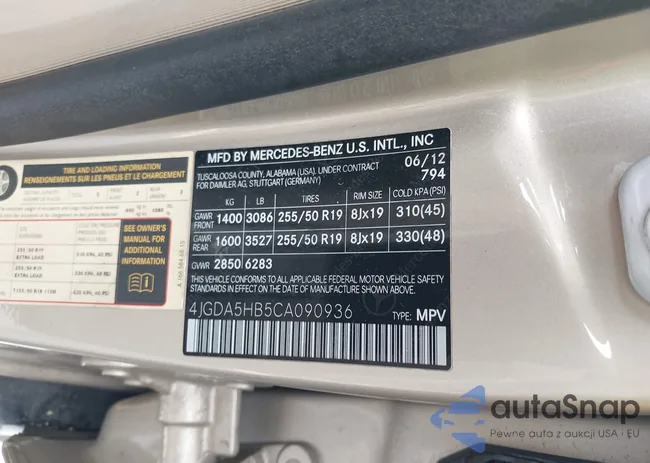 TIRE AND LOADING INFORMATION
RENSEIGNEMENTS SUR LES PNEUS ET LE CHARGEMENT
SEE OWNER'S
MANUAL FOR
ADDITIONAL
INFORMATION
MFD BY MERCEDES-BENZ U.S. INTL., INC
TUSCALOOSA COUNTY, ALABAMA (USA), UNDER CONTRACT
FOR DAIMLER AG, STUTTGART (GERMANY)
06/12
794
KG LB TIRES RIM SIZE COLD KPA (PSI)
GAWR FRONT 1400 3086 255/50 R19 8Jx19 310(45)
GAWR REAR 1600 3527 255/50 R19 8Jx19 330(48)
GVWR 2850 6283
THIS VEHICLE CONFORMS TO ALL APPLICABLE FEDERAL MOTOR VEHICLE SAFETY
STANDARDS IN EFFECT ON THE DATE OF MANUFACTURE SHOWN ABOVE.
4JGDA5HB5CA090936
TYPE: MPV
autaSnap
Pewne auta z aukcji USA · EU